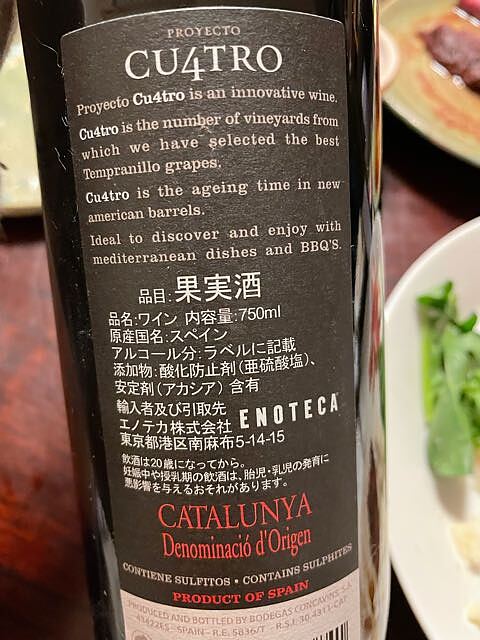 PROYECTO
CU4TRO
Proyecto Cu4tro is an innovative wine.
Cu4tro is the number of vineyards from
which we have selected the best
Tempranillo grapes.
Cu4tro is the ageing time in new
american barrels.
Ideal to discover and enjoy with
mediterranean dishes and BBQ'S.
品目:果実酒
品名:ワイン 内容量:750ml
原産国名:スペイン
アルコール分:ラベルに記載
添加物:酸化防止剤(亜硫酸塩)、
安定剤(アカシア) 含有
輸入者及び引取先
エノテカ株式会社 ENOTECA
東京都港区南麻布5-14-15
飲酒は20歳になってから。
妊娠中や授乳期の飲酒は、胎児・乳児の発育に
悪影響を与えるおそれがあります。
CATALUNYA
Denominació d'Origen
CONTIENE SULFITOS • CONTAINS SULPHITES
PRODUCT OF SPAIN
PRODUCED AND BOTTLED BY BODEGAS CONCAVINS, S.A.
43422ES - SPAIN - R.E. 5836/T - R.S.I. 30.4311-CAT